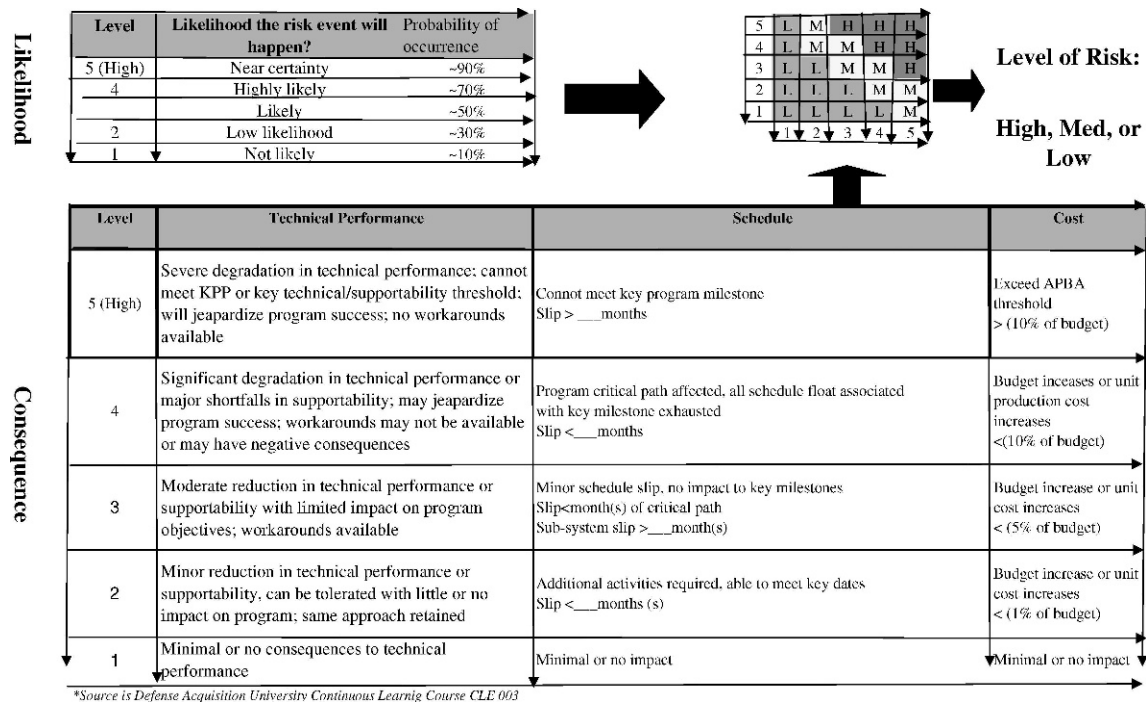 Likelihood
Level Likelihood the risk event will happen? Probability of occurrence
5 (High) Near certainty ~90%
4 Highly likely ~70%
Likely ~50%
2 Low likelihood ~30%
1 Not likely ~10%
5 L M H H H
4 L M M H H
3 L L M M H
2 L L L M M
1 L L L L M
1 2 3 4 5
Level of Risk:
High, Med, or
Low
Consequence
Level Technical Performance Schedule Cost
5 (High)
Severe degradation in technical performance; cannot
meet KPP or key technical/supportability threshold;
will jeapardize program success; no workarounds
available
Connot meet key program milestone
Slip > ___months
Exceed APBA
threshold
> (10% of budget)
4
Significant degradation in technical performance or
major shortfalls in supportability; may jeapardize
program success; workarounds may not be available
or may have negative consequences
Program critical path affected, all schedule float associated
with key milestone exhausted
Slip <___months
Budget inceases or unit
production cost
increases
<(10% of budget)
3
Moderate reduction in technical performance or
supportability with limited impact on program
objectives; workarounds available
Minor schedule slip, no impact to key milestones
Slip<month(s) of critical path
Sub-system slip >___month(s)
Budget increase or unit
cost increases
< (5% of budget)
2
Minor reduction in technical performance or
supportability, can be tolerated with little or no
impact on program; same approach retained
Additional activities required, able to meet key dates
Slip <___months (s)
Budget increase or unit
cost increases
< (1% of budget)
1
Minimal or no consequences to technical
performance
Minimal or no impact
Minimal or no impact
*Source is Defense Acquisition University Continuous Learnig Course CLE 003